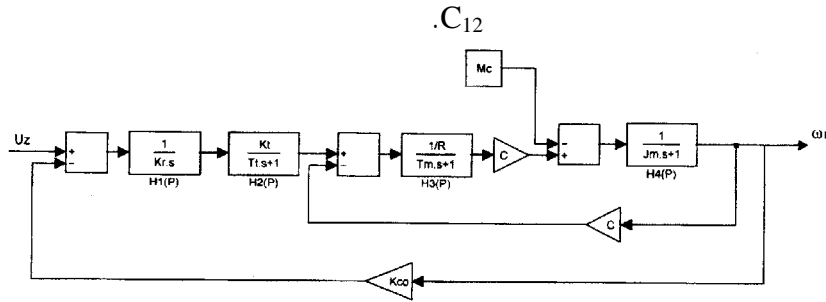 .C12
Mc
Uz
+
−
1
Kr.s
H1(P)
Kt
Tt.s+1
H2(P)
+
−
1/R
Tm.s+1
H3(P)
C
−
+
1
Jm.s+1
H4(P)
C
Kco